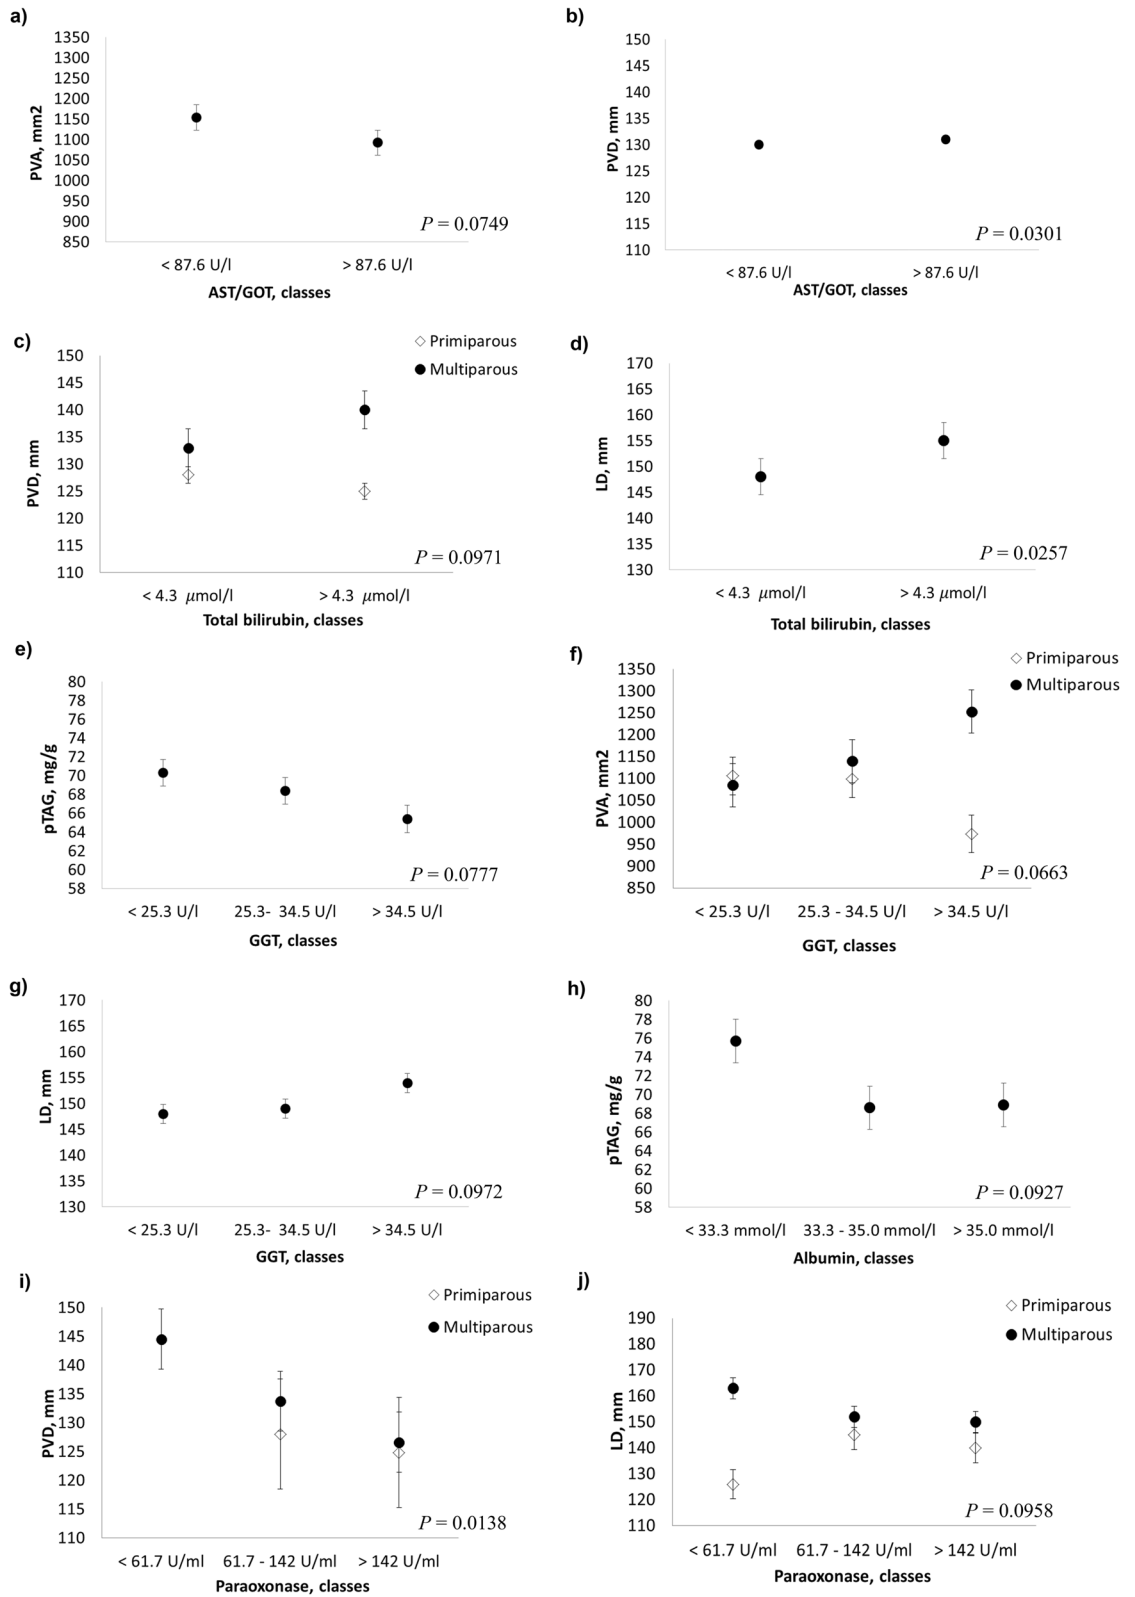 a)
PVA, mm2
1350
1300
1250
1200
1150
1100
1050
1000
950
900
850
P = 0.0749
< 87.6 U/l
> 87.6 U/l
AST/GOT, classes
b)
PVD, mm
150
145
140
135
130
125
120
115
110
P = 0.0301
< 87.6 U/l
> 87.6 U/l
AST/GOT, classes
c)
Primiparous
Multiparous
PVD, mm
150
145
140
135
130
125
120
115
110
P = 0.0971
< 4.3 μmol/l
> 4.3 μmol/l
Total bilirubin, classes
d)
LD, mm
170
165
160
155
150
145
140
135
130
P = 0.0257
< 4.3 μmol/l
> 4.3 μmol/l
Total bilirubin, classes
e)
pTAG, mg/g
80
78
76
74
72
70
68
66
64
62
60
58
P = 0.0777
< 25.3 U/l
25.3- 34.5 U/l
> 34.5 U/l
GGT, classes
f)
Primiparous
Multiparous
PVA, mm2
1350
1300
1250
1200
1150
1100
1050
1000
950
900
850
P = 0.0663
< 25.3 U/l
25.3 - 34.5 U/l
> 34.5 U/l
GGT, classes
g)
LD, mm
170
165
160
155
150
145
140
135
130
P = 0.0972
< 25.3 U/l
25.3- 34.5 U/l
> 34.5 U/l
GGT, classes
h)
pTAG, mg/g
80
78
76
74
72
70
68
66
64
62
60
58
P = 0.0927
< 33.3 mmol/l
33.3 - 35.0 mmol/l
> 35.0 mmol/l
Albumin, classes
i)
Primiparous
Multiparous
PVD, mm
150
145
140
135
130
125
120
115
110
P = 0.0138
< 61.7 U/ml
61.7 - 142 U/ml
> 142 U/ml
Paraoxonase, classes
j)
Primiparous
Multiparous
LD, mm
190
180
170
160
150
140
130
120
110
P = 0.0958
< 61.7 U/ml
61.7 - 142 U/ml
> 142 U/ml
Paraoxonase, classes